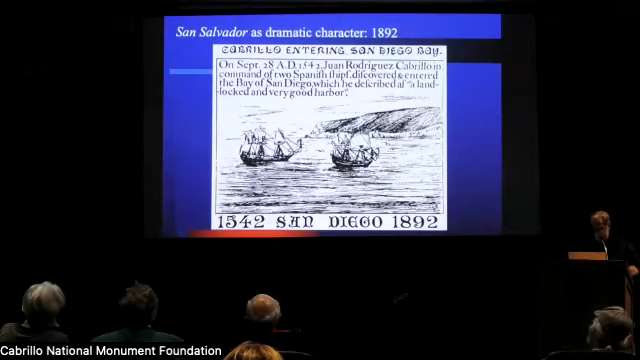 San Salvador as dramatic character: 1892
CABRILLO ENTERING SAN DIEGO BAY.
On Sept. 28 A.D. 1542, Juan Rodriguez Cabrillo in
command of two Spanish ships, discovered & entered
the Bay of San Diego, which he described as "a land-
locked and very good harbor".
1542 SAN DIEGO 1892
Cabrillo National Monument Foundation